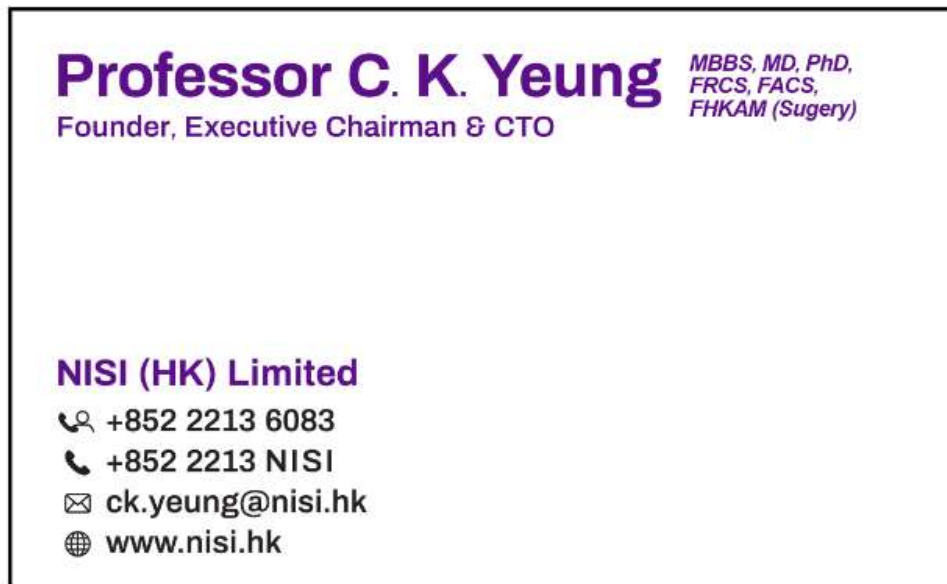 Professor C. K. Yeung
MBBS, MD, PhD,
FRCS, FACS,
FHKAM (Sugery)
Founder, Executive Chairman & CTO
NISI (HK) Limited
+852 2213 6083
+852 2213 NISI
ck.yeung@nisi.hk
www.nisi.hk